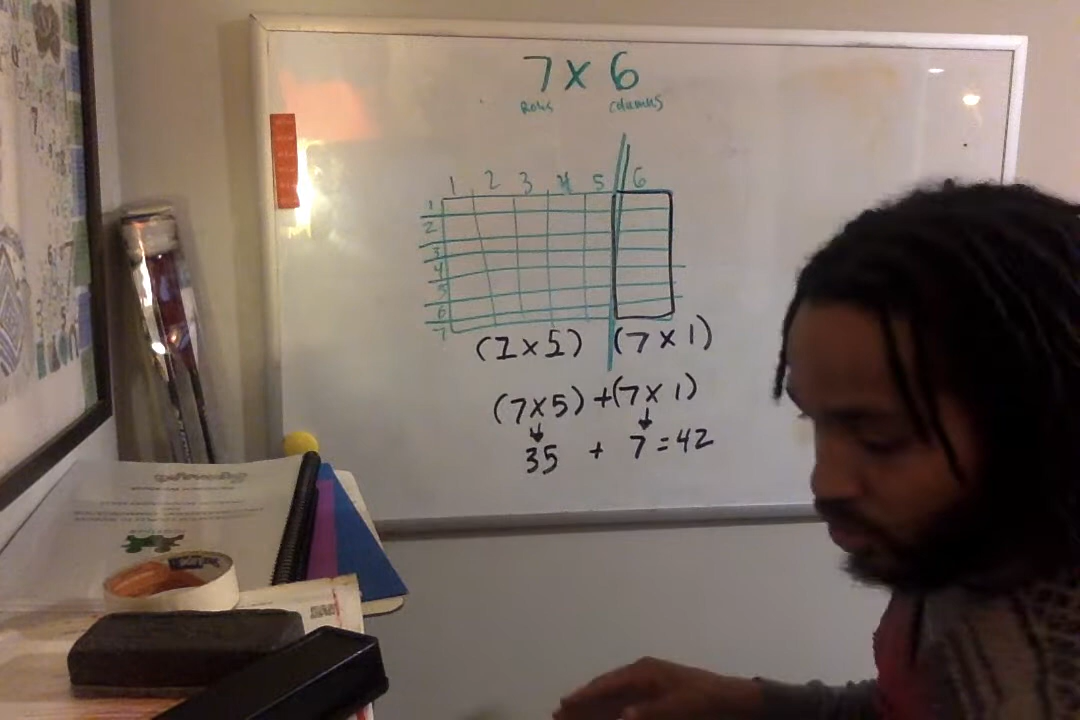 7 x 6
Rows columns
1 2 3 4 5 6
1
2
3
4
5
6
7
(7 x 5) (7 x 1)
(7x5) + (7x 1)
35 + 7 = 42